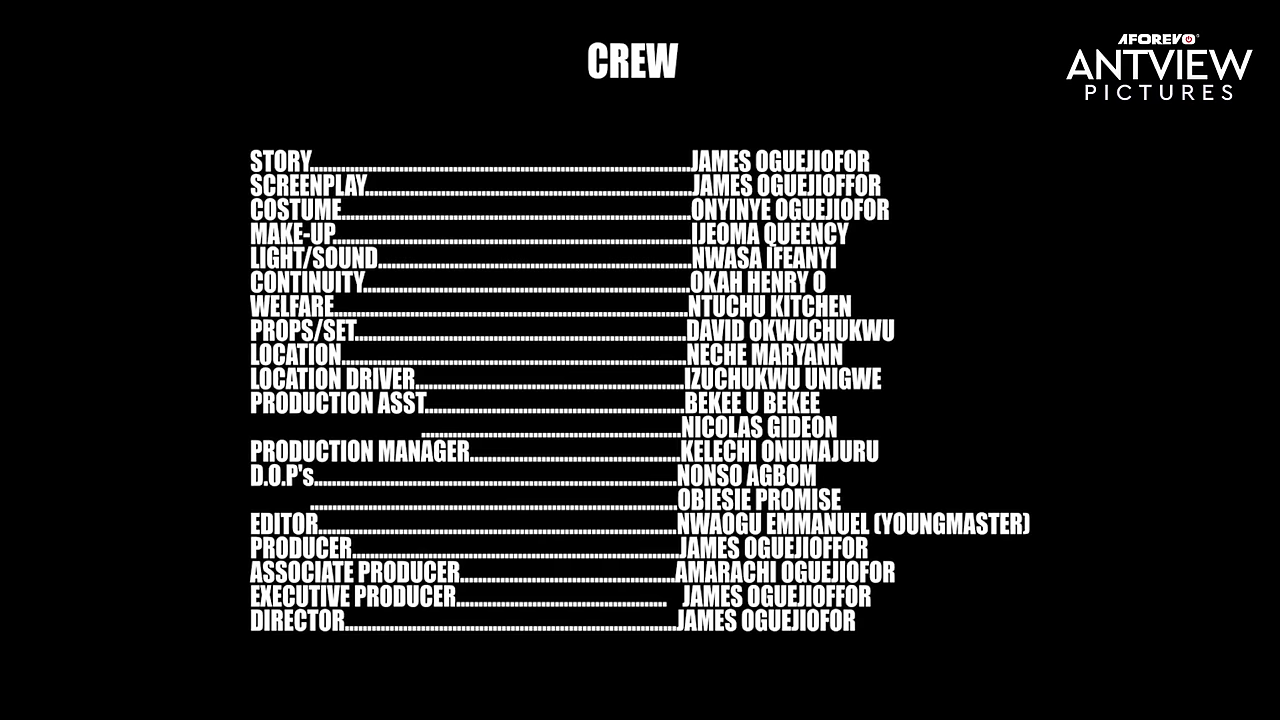 CREW
AFOREVO
ANTVIEW
PICTURES
STORY....................................................................................JAMES OGUEJIOFOR
SCREENPLAY........................................................................JAMES OGUEJIOFFOR
COSTUME.............................................................................ONYINYE OGUEJIOFOR
MAKE-UP...............................................................................IJEOMA QUEENCY
LIGHT/SOUND.....................................................................NWASA IFEANYI
CONTINUITY........................................................................OKAH HENRY O
WELFARE..............................................................................NTUCHU KITCHEN
PROPS/SET.........................................................................DAVID OKWUCHUKWU
LOCATION............................................................................NECHE MARYANN
LOCATION DRIVER...........................................................IZUCHUKWU UNIGWE
PRODUCTION ASST.........................................................BEKEE U BEKEE
.........................................................NICOLAS GIDEON
PRODUCTION MANAGER...............................................KELECHI ONUMAJURU
D.O.P's................................................................................NONSO AGBOM
.................................................................................OBIESIE PROMISE
EDITOR...............................................................................NWAOGU EMMANUEL (YOUNGMASTER)
PRODUCER.........................................................................JAMES OGUEJIOFFOR
ASSOCIATE PRODUCER................................................AMARACHI OGUEJIOFOR
EXECUTIVE PRODUCER............................................... JAMES OGUEJIOFFOR
DIRECTOR..........................................................................JAMES OGUEJIOFOR